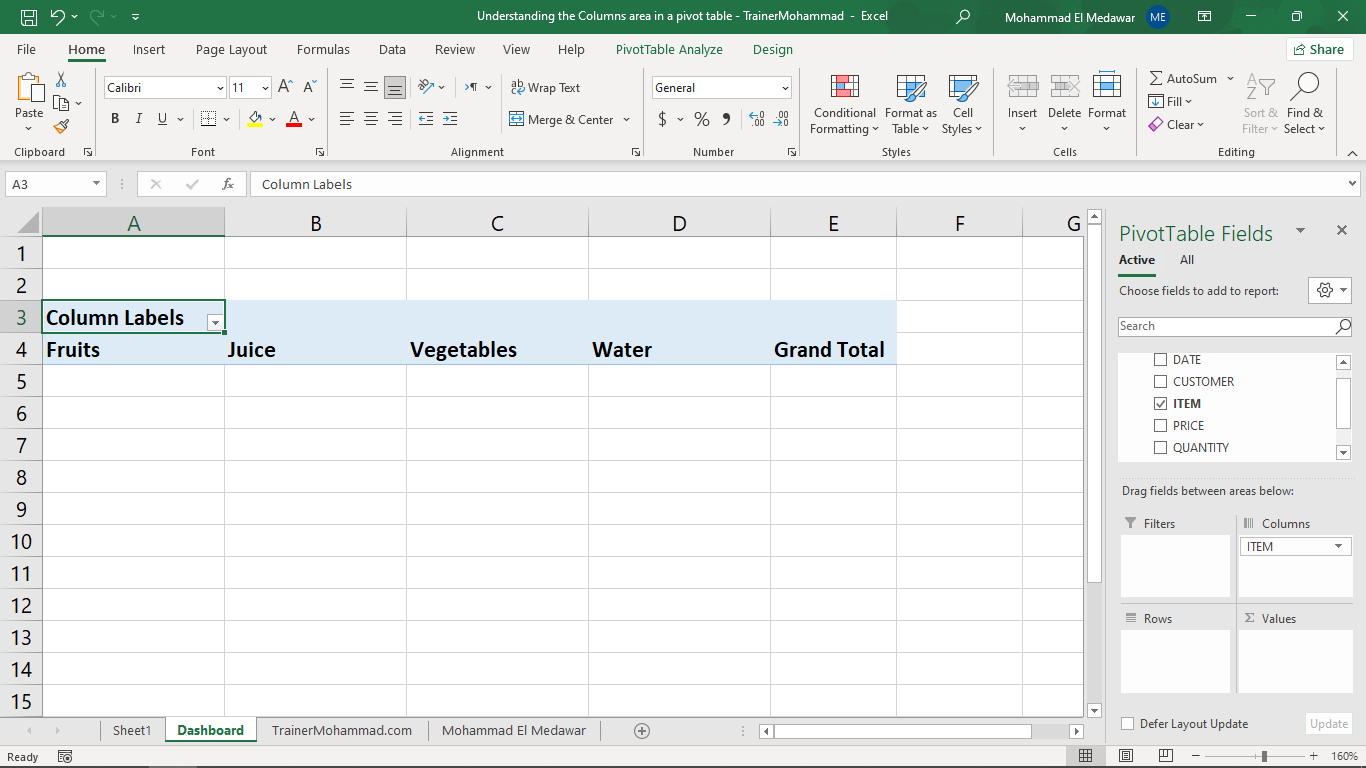 Understanding the Columns area in a pivot table - TrainerMohammad - Excel
Mohammad El Medawar
ME
File Home Insert Page Layout Formulas Data Review View Help PivotTable Analyze Design
Share
Paste
Clipboard
Calibri 11
B I U
A A A
Font
ab Wrap Text
Merge & Center
Alignment
General
$ % 9
Number
Conditional Formatting
Format as Table
Cell Styles
Styles
Insert Delete Format
Cells
AutoSum
Fill
Clear
Sort & Filter
Find & Select
Editing
A3 fx Column Labels
A B C D E F G
1
2
3 Column Labels
4 Fruits Juice Vegetables Water Grand Total
5
6
7
8
9
10
11
12
13
14
15
PivotTable Fields
Active All
Choose fields to add to report:
Search
DATE
CUSTOMER
ITEM
PRICE
QUANTITY
Drag fields between areas below:
Filters Columns
ITEM
Rows Σ Values
Defer Layout Update Update
Sheet1 Dashboard TrainerMohammad.com Mohammad El Medawar
Ready
160%